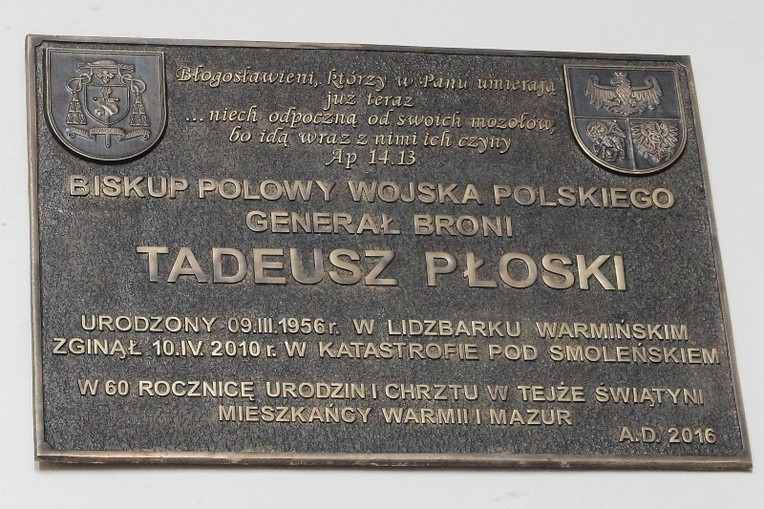 Błogosławieni, którzy w Panu umierają
już teraz
...niech odpoczną od swoich mozołów,
bo idą wraz z nimi ich czyny
Ap 14.13
BISKUP POLOWY WOJSKA POLSKIEGO
GENERAŁ BRONI
TADEUSZ PŁOSKI
URODZONY 09.III.1956 r. W LIDZBARKU WARMIŃSKIM
ZGINĄŁ 10.IV. 2010 r. W KATASTROFIE POD SMOLEŃSKIEM
W 60 ROCZNICĘ URODZIN I CHRZTU W TEJŻE ŚWIĄTYNI
MIESZKAŃCY WARMII I MAZUR
A.D. 2016